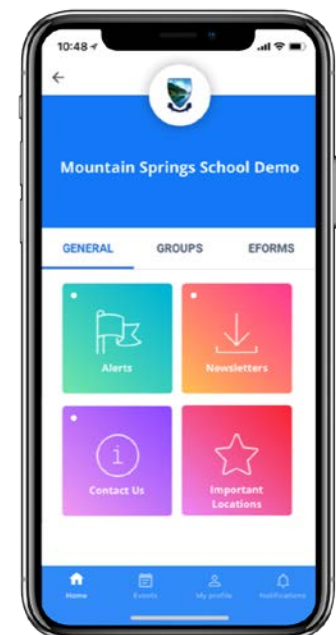 10:48
Mountain Springs School Demo
GENERAL GROUPS EFORMS
Alerts
Newsletters
Contact Us
Important
Locations
Home Events My profile Notifications